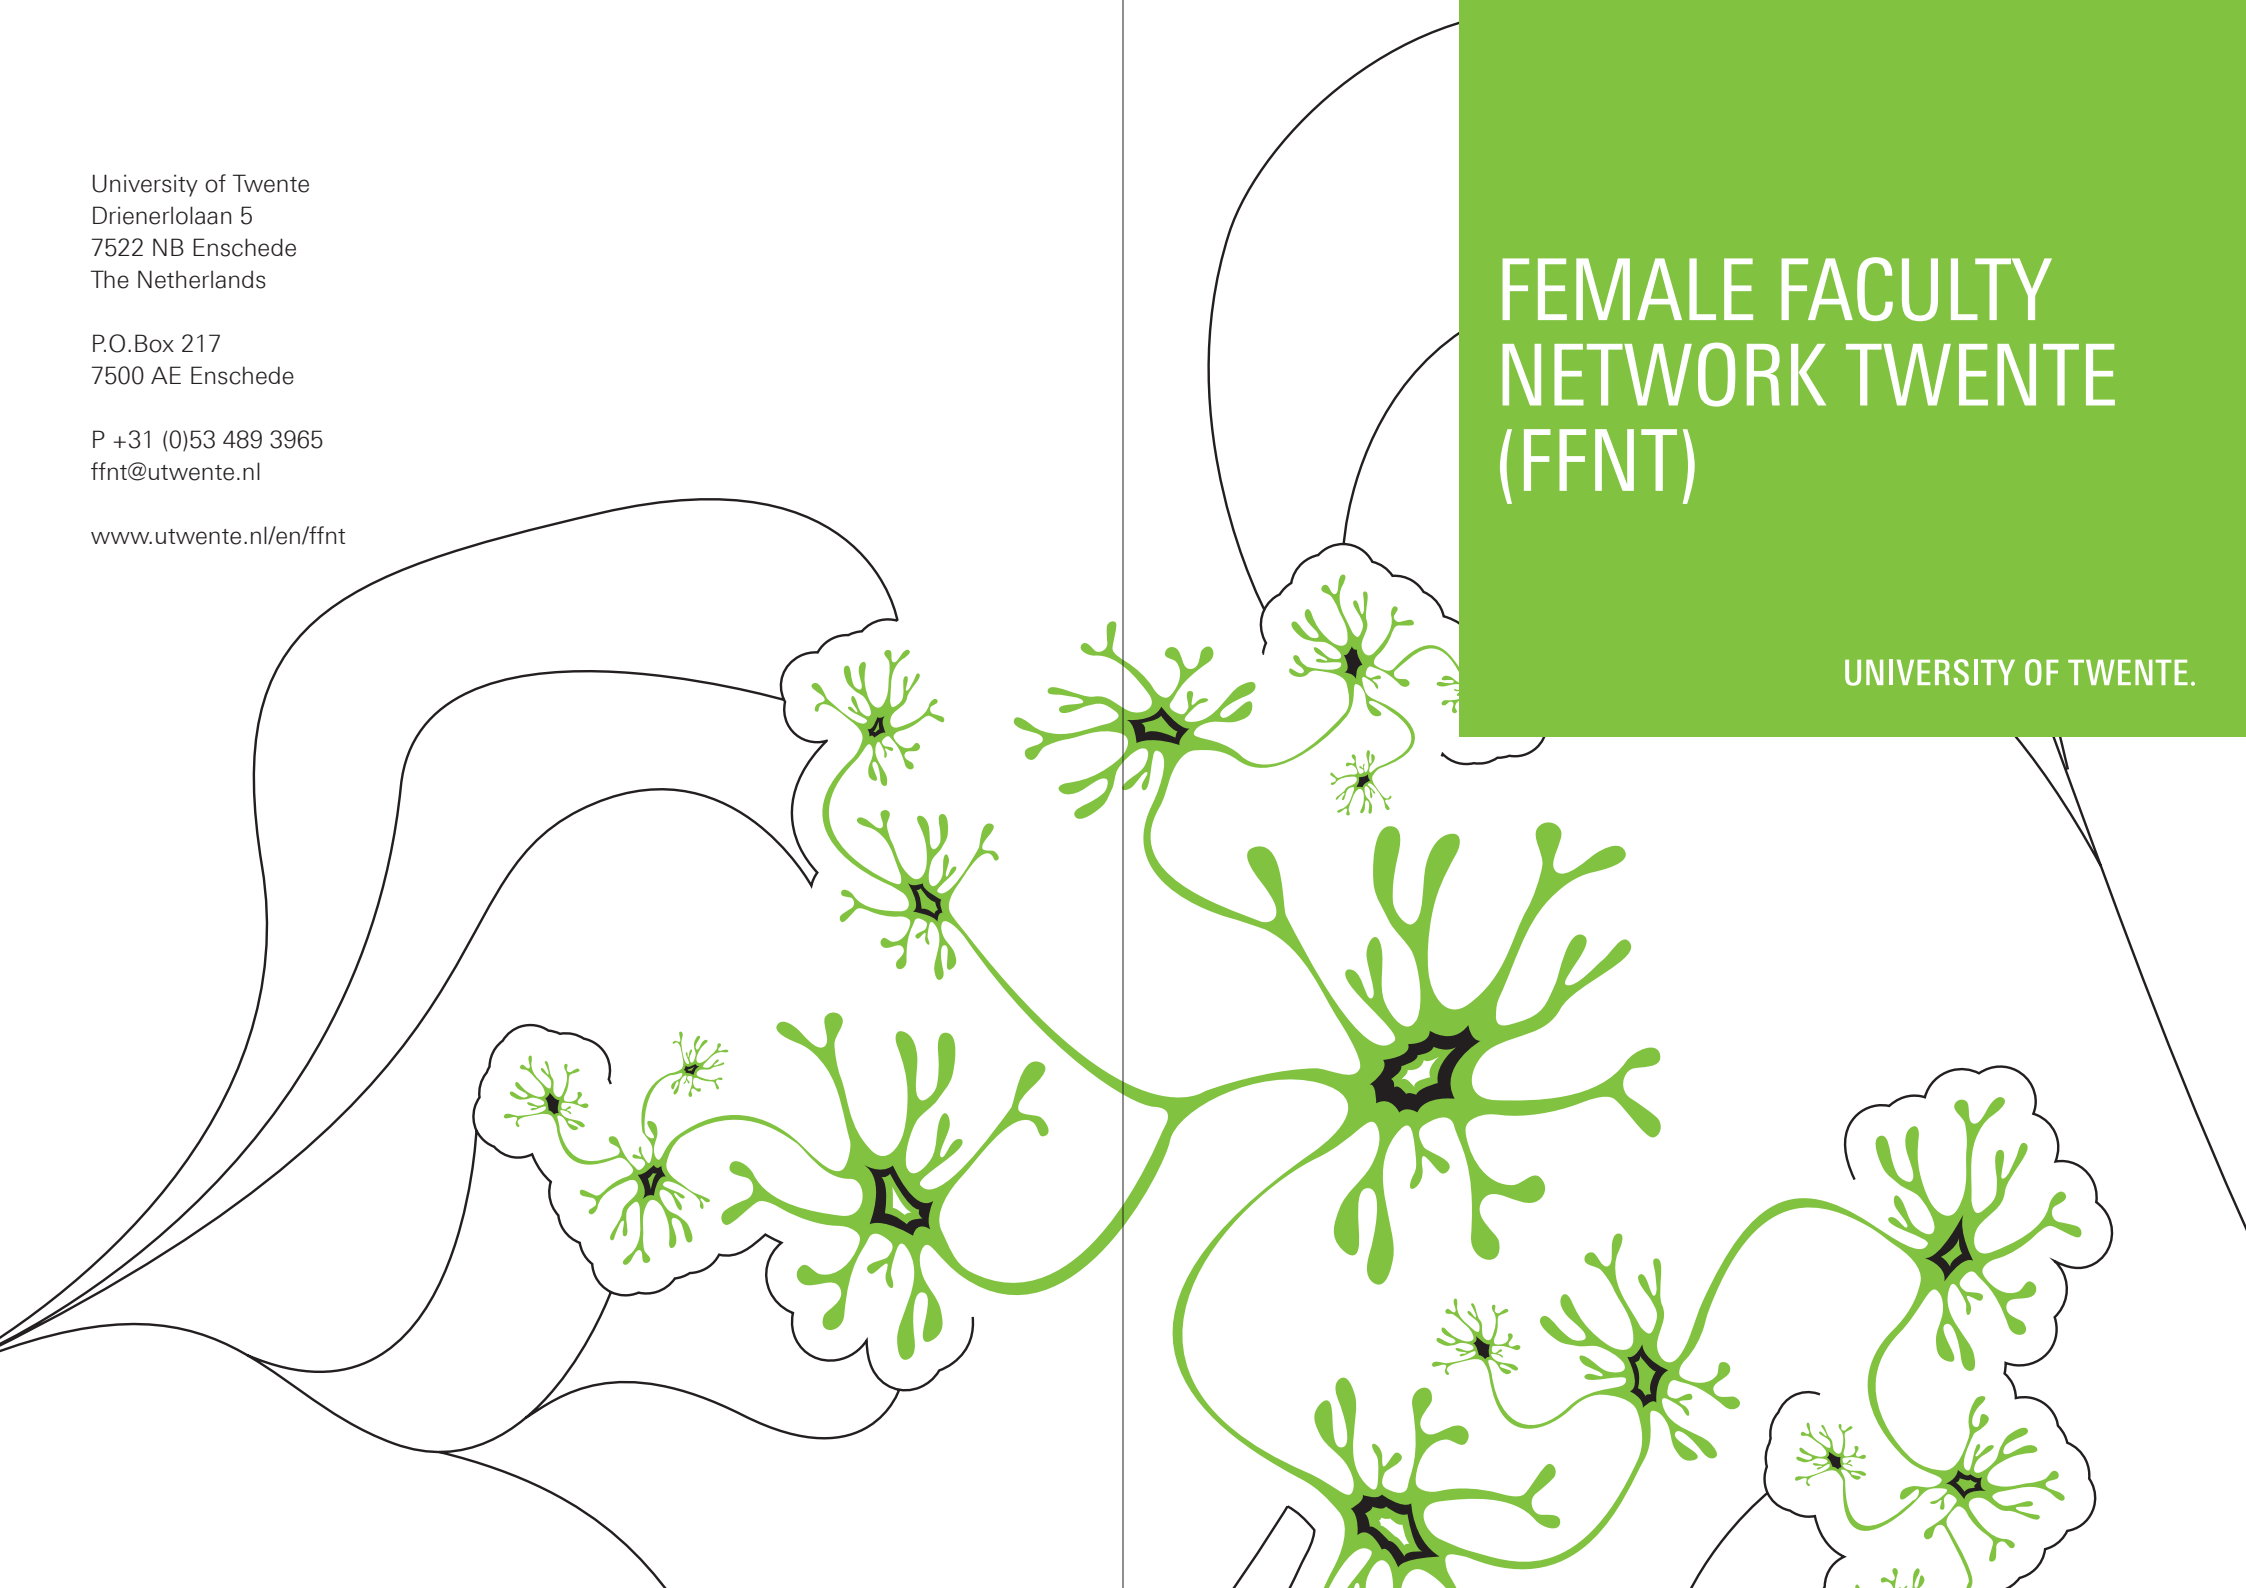 University of Twente
Drienerlolaan 5
7522 NB Enschede
The Netherlands
P.O.Box 217
7500 AE Enschede
P +31 (0)53 489 3965
ffnt@utwente.nl
www.utwente.nl/en/ffnt
FEMALE FACULTY
NETWORK TWENTE
(FFNT)
UNIVERSITY OF TWENTE.